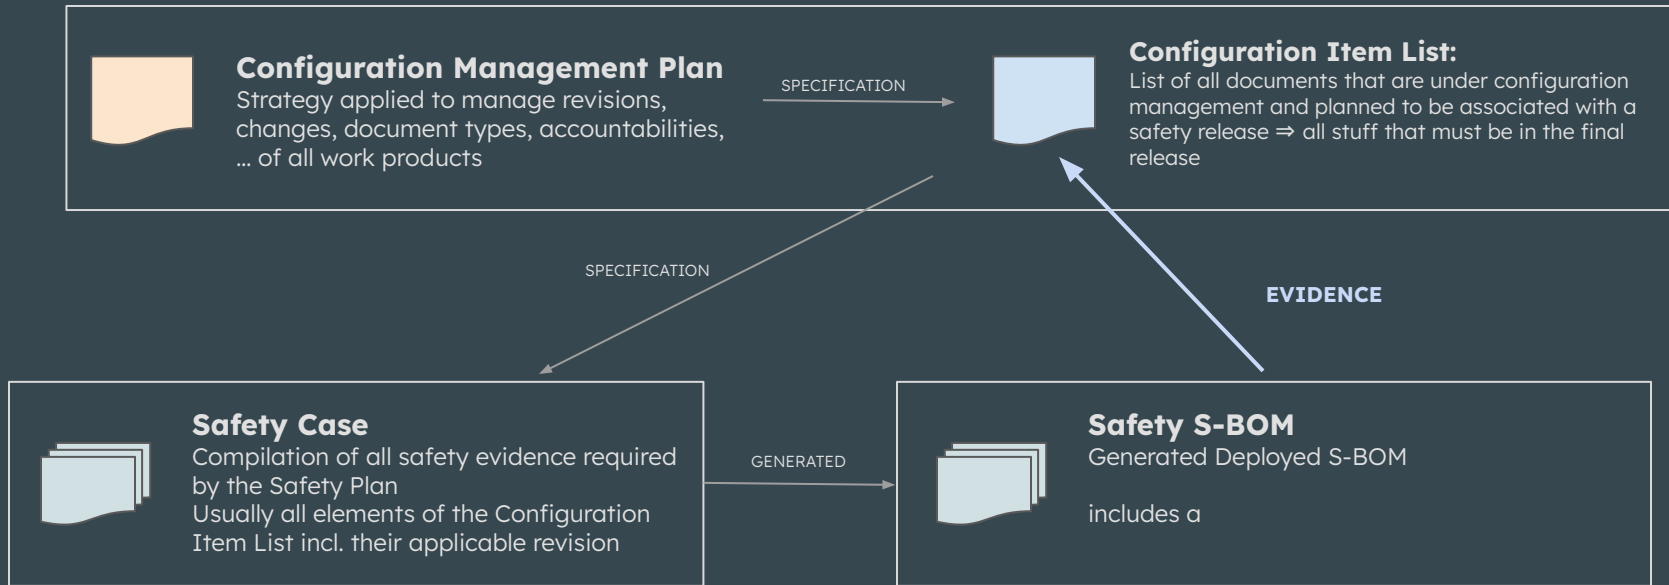 Configuration Management Plan
Strategy applied to manage revisions,
changes, document types, accountabilities,
... of all work products
SPECIFICATION
Configuration Item List:
List of all documents that are under configuration
management and planned to be associated with a
safety release ⇒ all stuff that must be in the final
release
SPECIFICATION
EVIDENCE
Safety Case
Compilation of all safety evidence required
by the Safety Plan
Usually all elements of the Configuration
Item List incl. their applicable revision
GENERATED
Safety S-BOM
Generated Deployed S-BOM
includes a